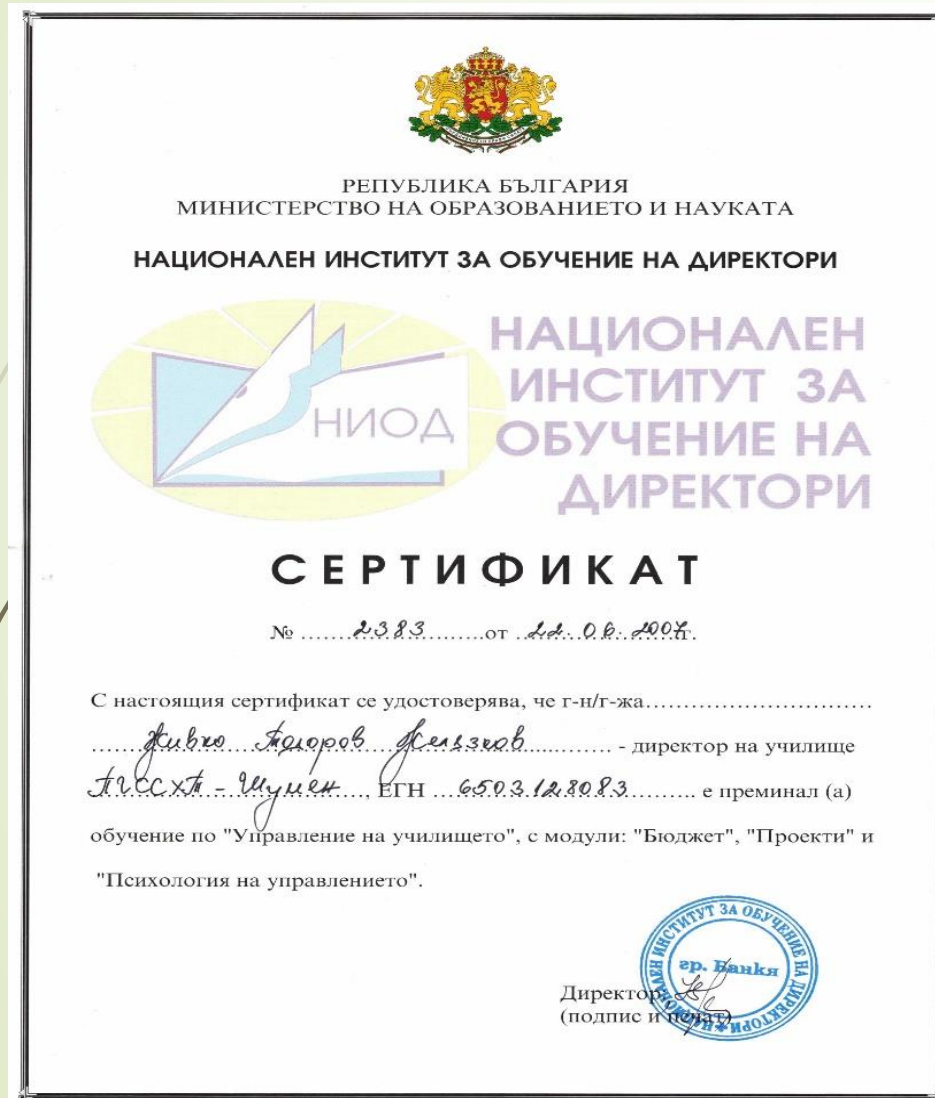 РЕПУБЛИКА БЪЛГАРИЯ
МИНИСТЕРСТВО НА ОБРАЗОВАНИЕТО И НАУКАТА
НАЦИОНАЛЕН ИНСТИТУТ ЗА ОБУЧЕНИЕ НА ДИРЕКТОРИ
НИОД
НАЦИОНАЛЕН
ИНСТИТУТ ЗА
ОБУЧЕНИЕ НА
ДИРЕКТОРИ
СЕРТИФИКАТ
№ ......2383.........от ..22.06.2007г.
С настоящия сертификат се удостоверява, че г-н/г-жа............................
......Живко Тодоров Желязков............ - директор на училище
ПГССХТ - Шумен...., ЕГН ...6503128083......... е преминал (а)
обучение по "Управление на училището", с модули: "Бюджет", "Проекти" и
"Психология на управлението".
НАЦИОНАЛЕН ИНСТИТУТ ЗА ОБУЧЕНИЕ НА ДИРЕКТОРИ
гр. Банкя
Директор:
(подпис и печат)